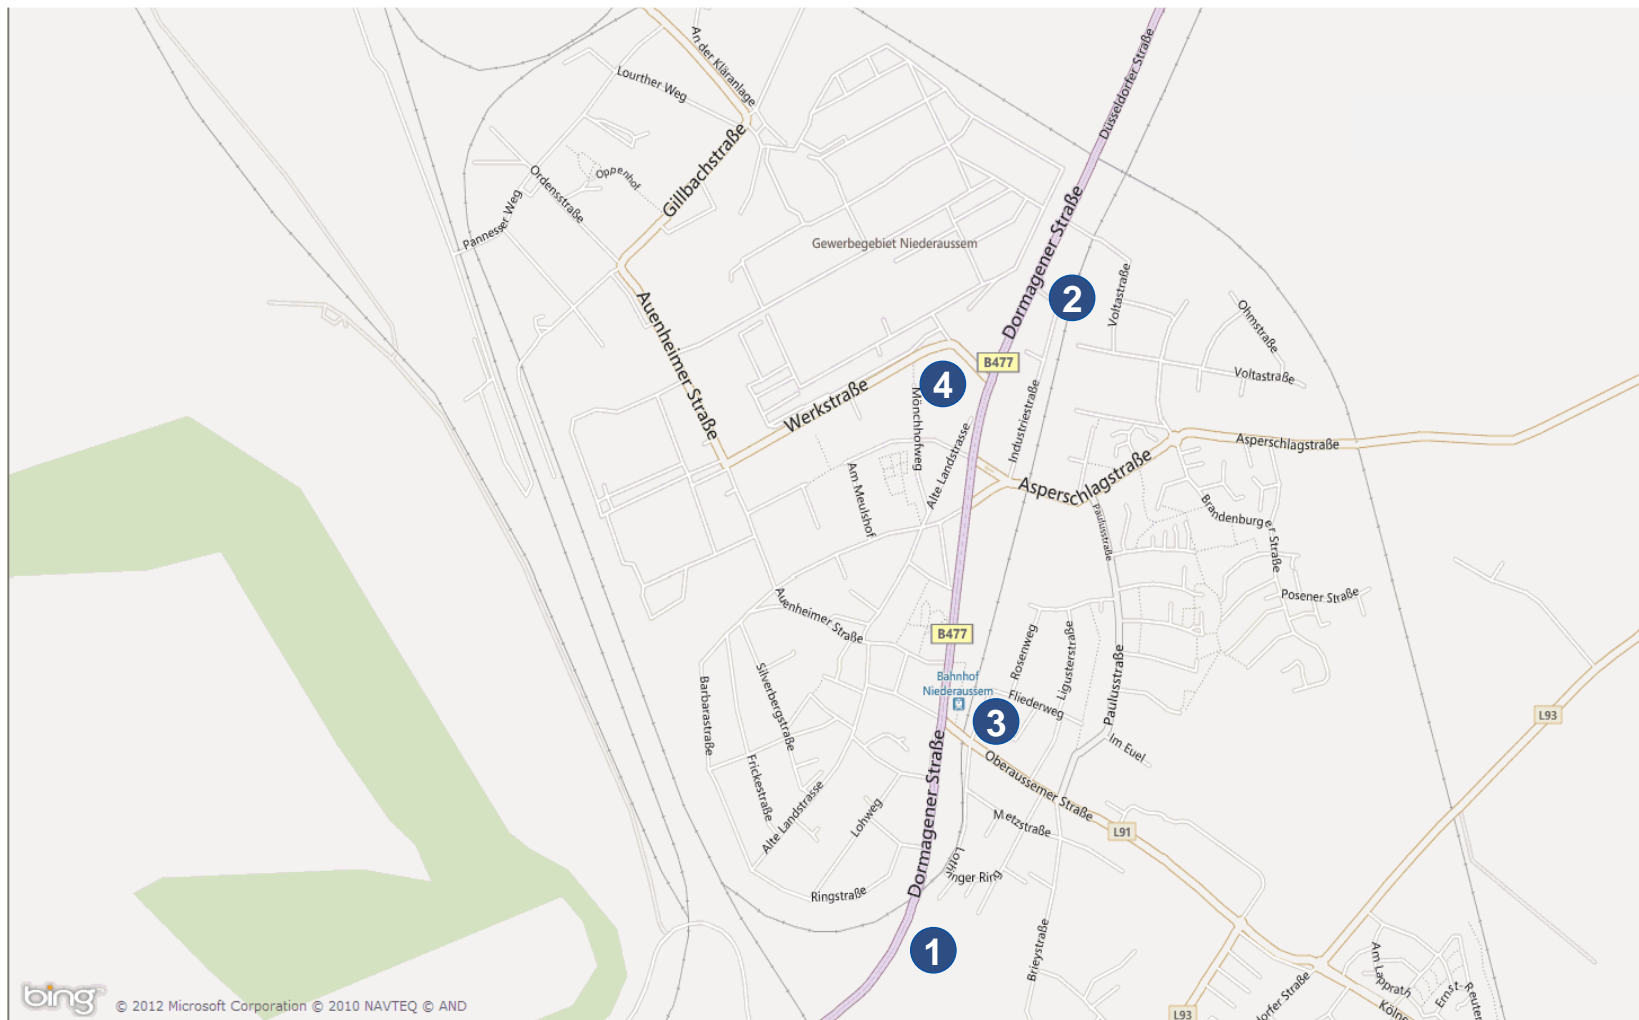 An der Kläranlage
Düsseldorfer Straße
Lourther Weg
Gillbachstraße
Oppenhof
Ordensstraße
Pannesser Weg
Dormagener Straße
Gewerbegebiet Niederaussem
Auenheimer Straße
2
Voltastraße
Ohmstraße
B477
4
Voltastraße
Werkstraße
Mönchhofweg
Industriestraße
Alte Landstrasse
Asperschlagstraße
Asperschlagstraße
Am Meulshof
Paulusstraße
Brandenburger Straße
Posener Straße
Auenheimer Straße
B477
Rosenweg
Ligusterstraße
Paulusstraße
Bahnhof
Niederaussem
Fliederweg
Barbarastraße
Silverbergstraße
3
L93
Im Euel
Oberaussemer Straße
Dormagener Straße
Frickestraße
Alte Landstrasse
Lohweg
Metzstraße
L91
Ringstraße
1
Brieystraße
Am Lapprath
Ernst-
Reuter
dorfer Straße
Kölne
L93
bing
© 2012 Microsoft Corporation © 2010 NAVTEQ © AND